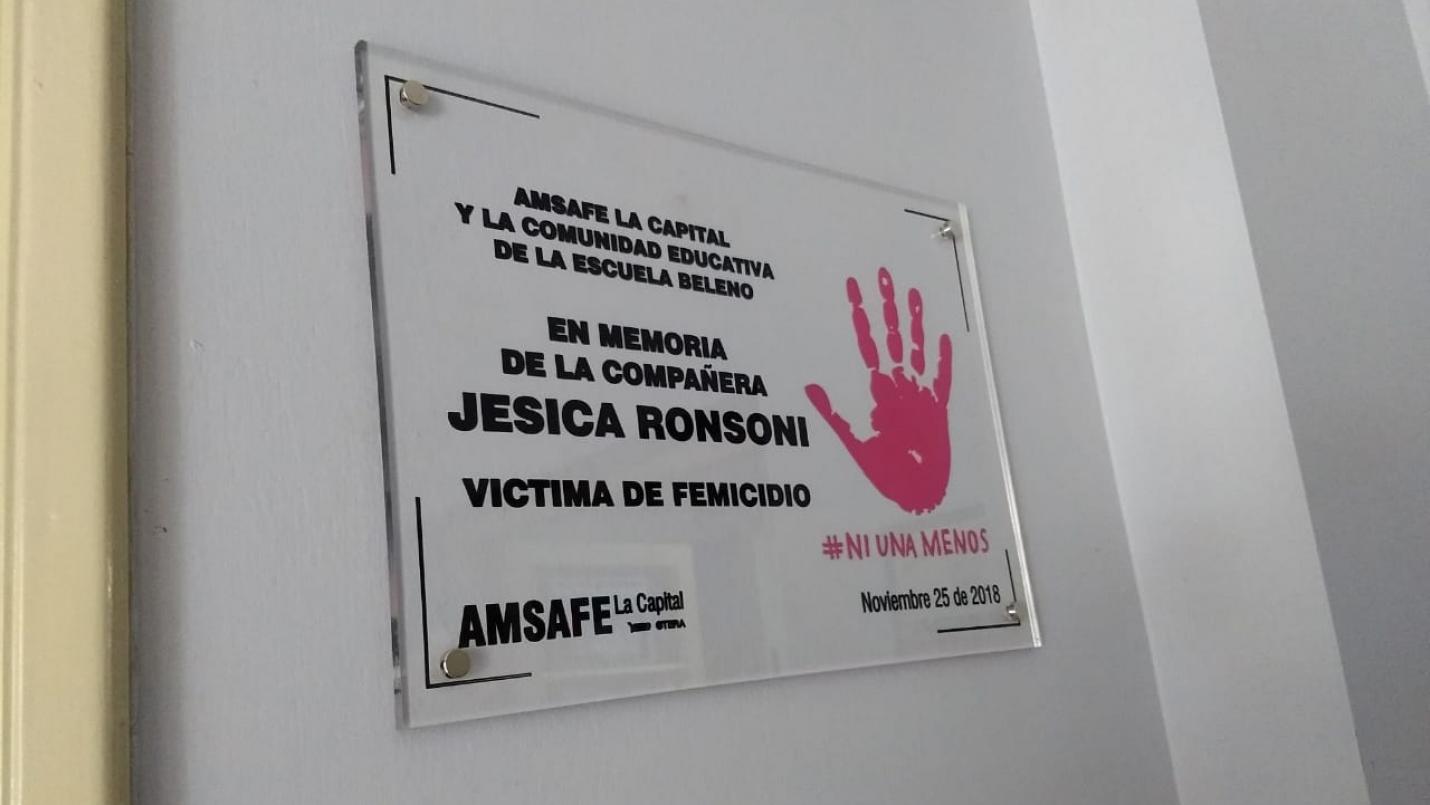 AMSAFE LA CAPITAL
Y LA COMUNIDAD EDUCATIVA
DE LA ESCUELA BELENO
EN MEMORIA
DE LA COMPAÑERA
JESICA RONSONI
VICTIMA DE FEMICIDIO
#NI UNA MENOS
Noviembre 25 de 2018
AMSAFE La Capital
CTERA